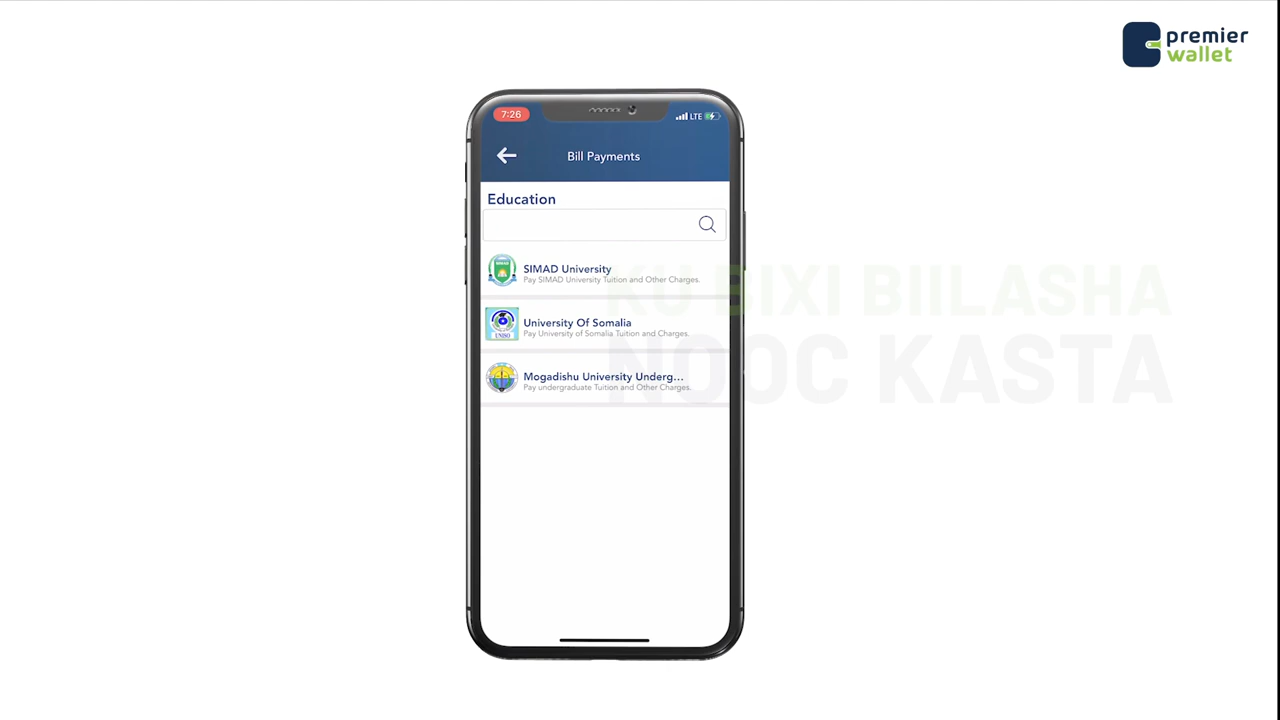 premier
wallet
7:26
LTE
Bill Payments
Education
SIMAD University
Pay SIMAD University Tuition and Other Charges.
University Of Somalia
Pay University of Somalia Tuition and Charges.
Mogadishu University Underg...
Pay undergraduate Tuition and Other Charges.
KU BIXI BIILASHA
NOOC KASTA
SIMAD
UNISO